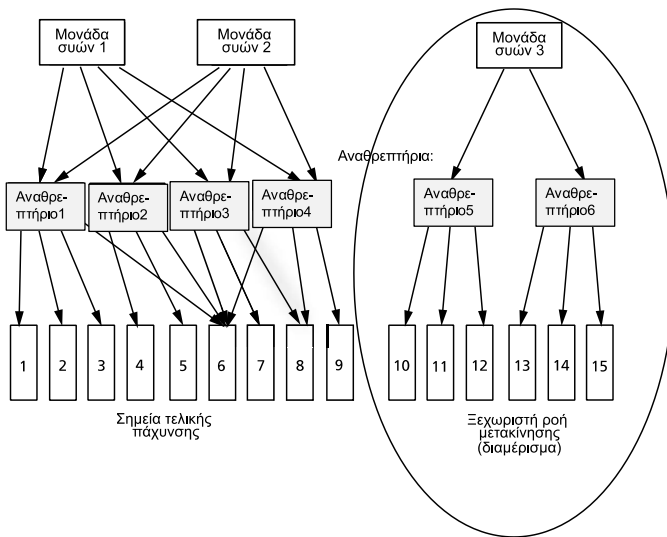 Μονάδα
συών 1
Μονάδα
συών 2
Μονάδα
συών 3
Αναθρεπτήρια:
Αναθρε-
πτήριο1
Αναθρε-
πτήριο2
Αναθρε-
πτήριο3
Αναθρε-
πτήριο4
Αναθρε-
πτήριο5
Αναθρε-
πτήριο6
1
2
3
4
5
6
7
8
9
10
11
12
13
14
15
Σημεία τελικής
πάχυνσης
Ξεχωριστή ροή
μετακίνησης
(διαμέρισμα)